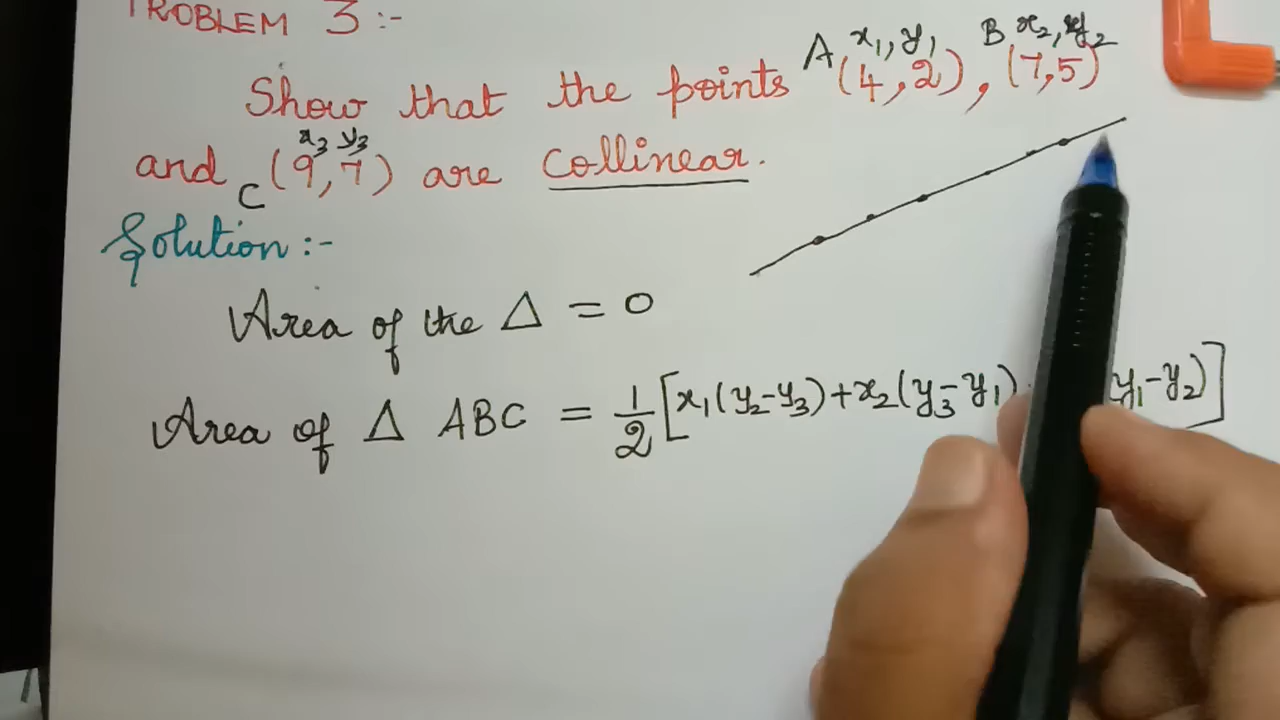 PROBLEM 3 :-
A x₁, y₁ B x₂, y₂
Show that the points (4,2), (7,5)
x₃ y₃
and C (9,7) are collinear.
Solution :-
Area of the Δ = 0
Area of Δ ABC = 1/2 [x₁(y₂-y₃)+x₂(y₃-y₁) y₁-y₂)]